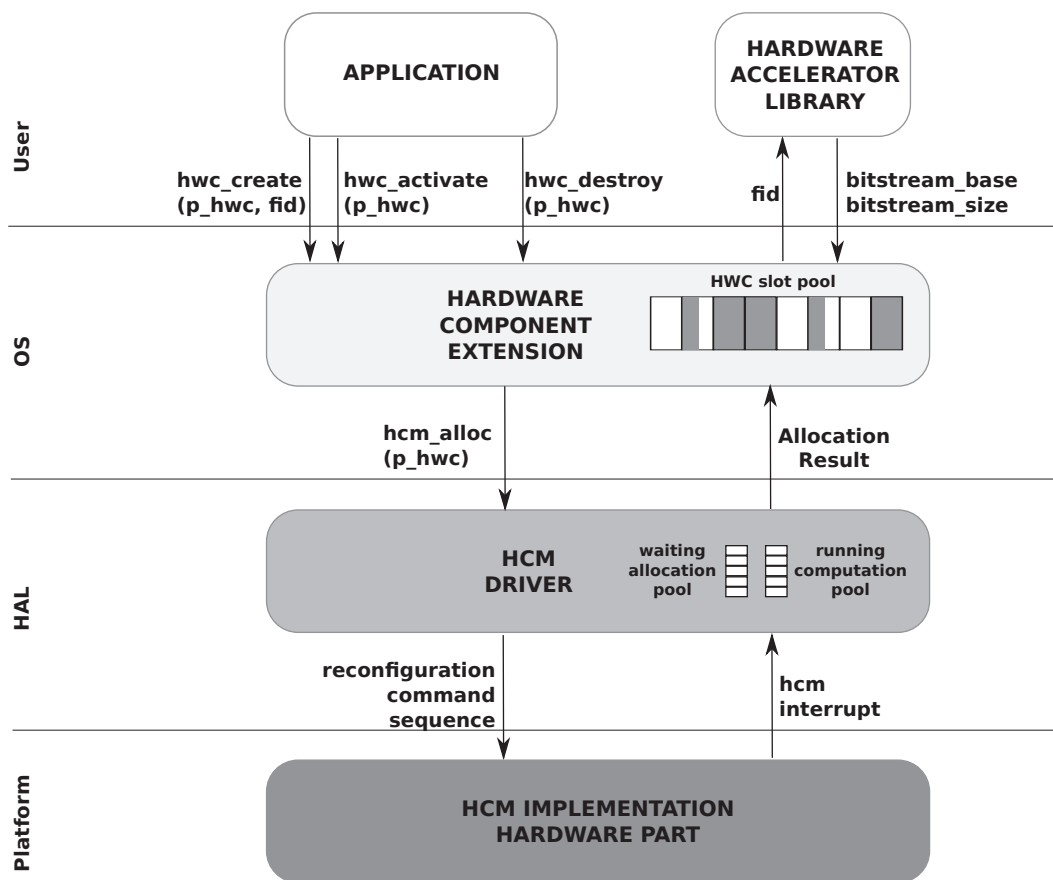 APPLICATION
HARDWARE
ACCELERATOR
LIBRARY
User
hwc_create
(p_hwc, fid)
hwc_activate
(p_hwc)
hwc_destroy
(p_hwc)
fid
bitstream_base
bitstream_size
OS
HARDWARE
COMPONENT
EXTENSION
HWC slot pool
hcm_alloc
(p_hwc)
Allocation
Result
HAL
HCM
DRIVER
waiting
allocation
pool
running
computation
pool
reconfiguration
command
sequence
hcm
interrupt
Platform
HCM IMPLEMENTATION
HARDWARE PART